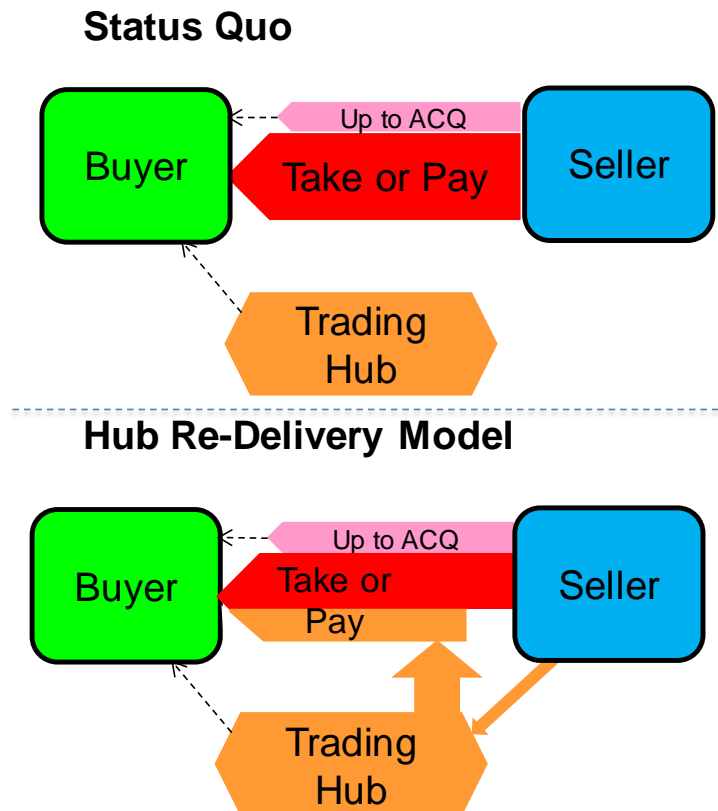 Status Quo
Up to ACQ
Buyer
Take or Pay
Seller
Trading
Hub
Hub Re-Delivery Model
Up to ACQ
Buyer
Take or
Pay
Seller
Trading
Hub